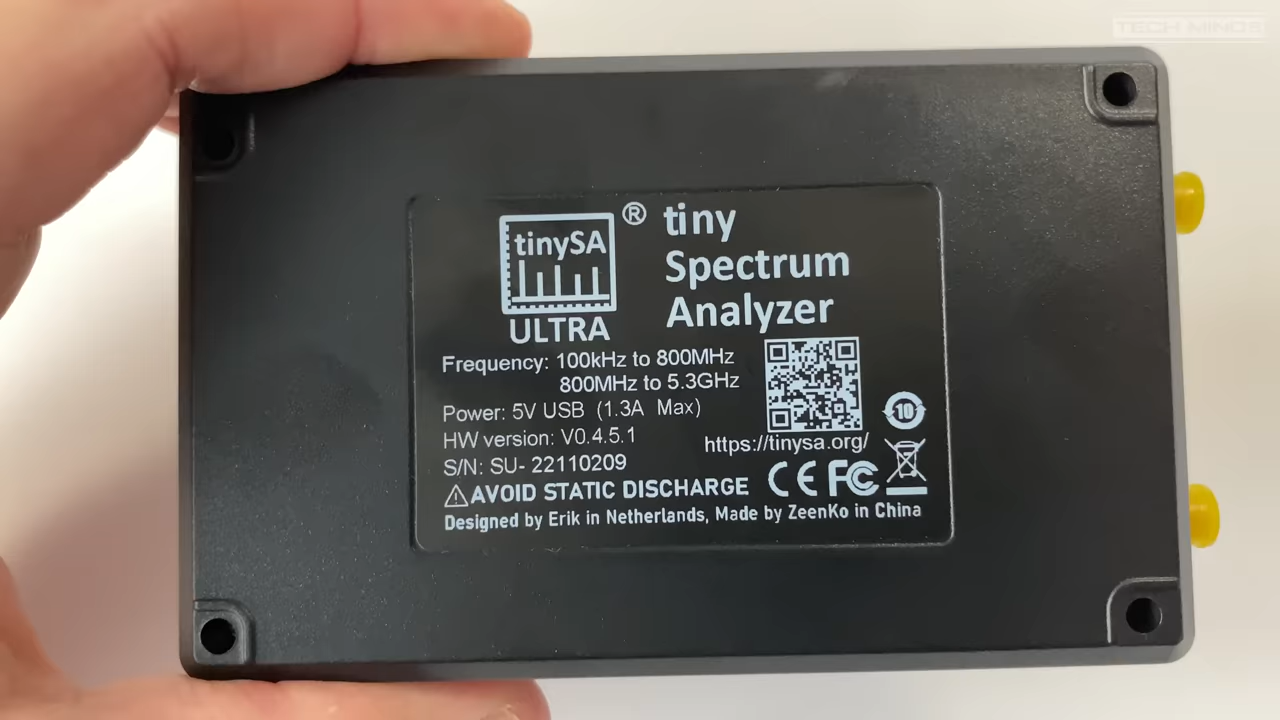 TECH MINDS
tinySA
ULTRA
®
tiny
Spectrum
Analyzer
Frequency: 100kHz to 800MHz
800MHz to 5.3GHz
Power: 5V USB (1.3A Max)
HW version: V0.4.5.1
S/N: SU- 22110209
https://tinysa.org/
10
CE FC
AVOID STATIC DISCHARGE
Designed by Erik in Netherlands, Made by ZeenKo in China